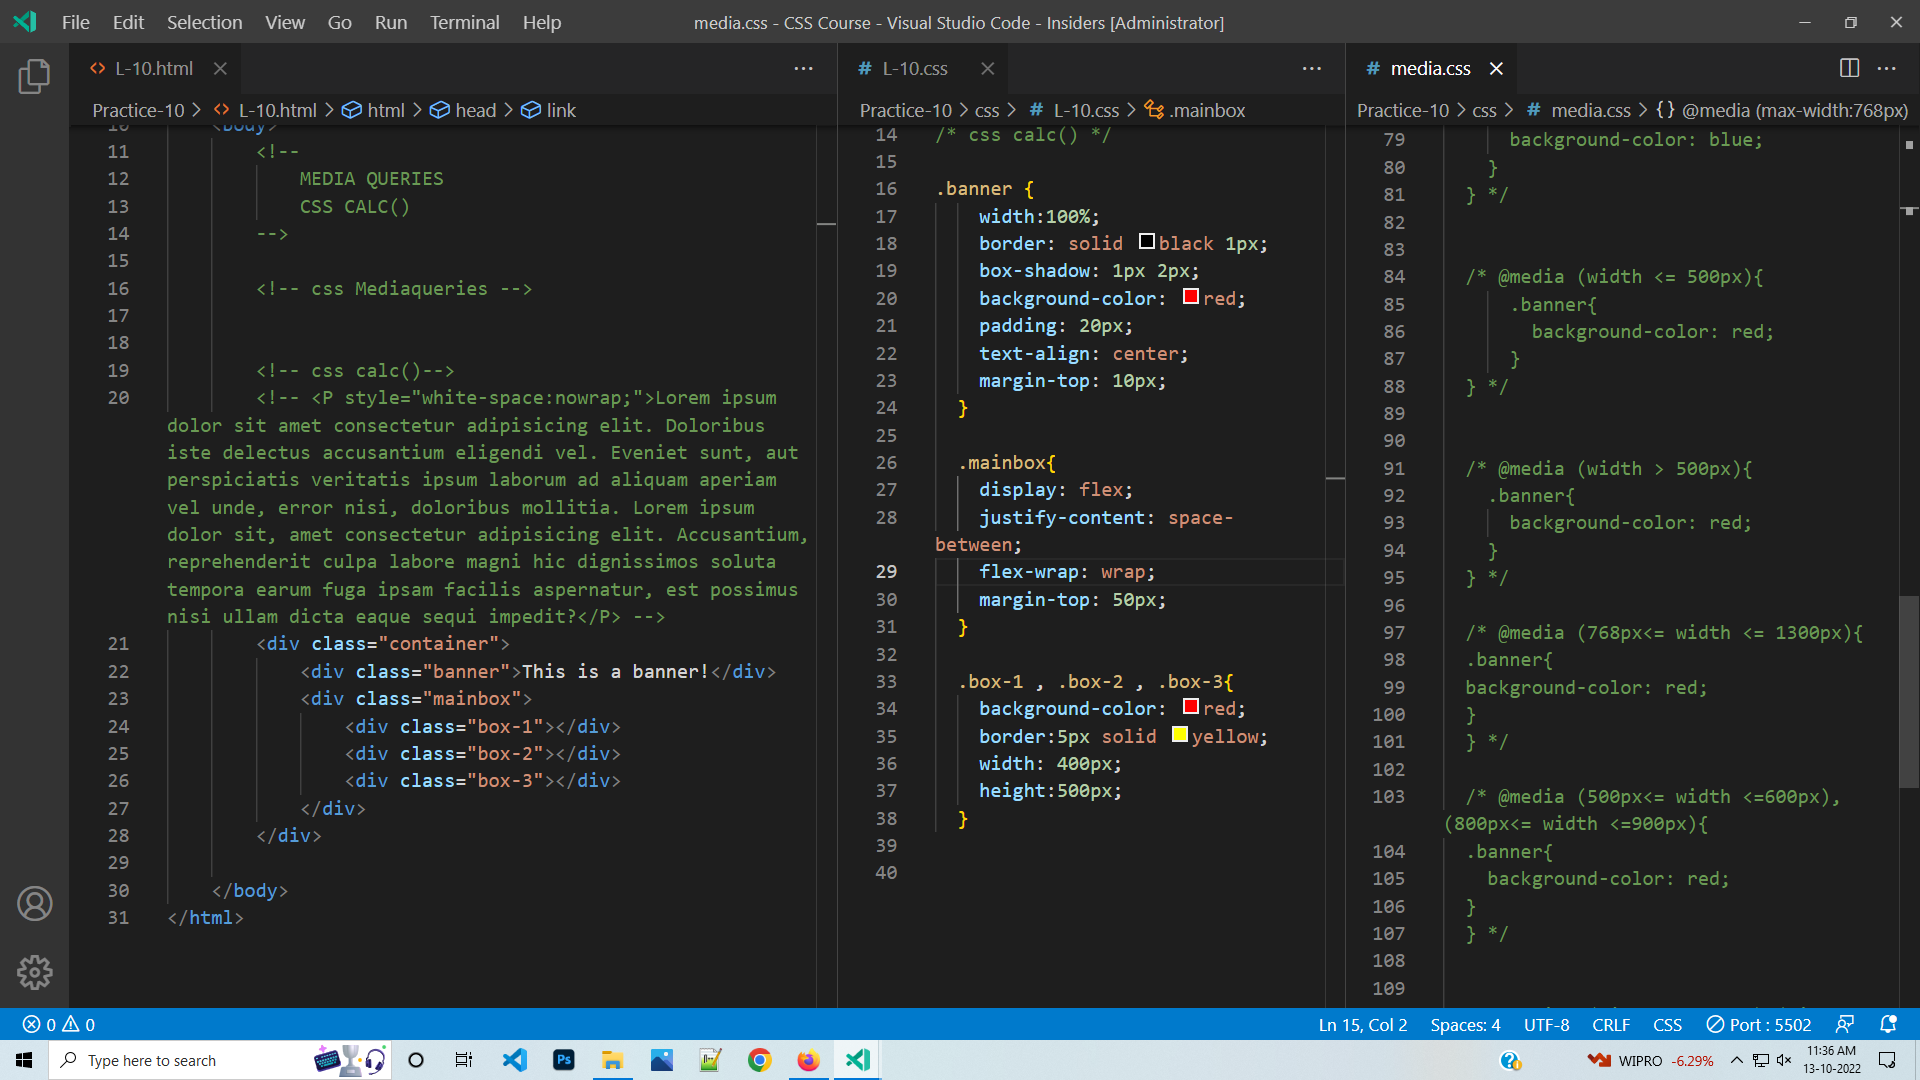 File Edit Selection View Go Run Terminal Help media.css - CSS Course - Visual Studio Code - Insiders [Administrator]
L-10.html
Practice-10 > L-10.html > html > head > link
10 <body>
11 <!--
12 MEDIA QUERIES
13 CSS CALC()
14 -->
15
16 <!-- css Mediaqueries -->
17
18
19 <!-- css calc()-->
20 <!-- <P style="white-space:nowrap;">Lorem ipsum
dolor sit amet consectetur adipisicing elit. Doloribus
iste delectus accusantium eligendi vel. Eveniet sunt, aut
perspiciatis veritatis ipsum laborum ad aliquam aperiam
vel unde, error nisi, doloribus mollitia. Lorem ipsum
dolor sit, amet consectetur adipisicing elit. Accusantium,
reprehenderit culpa labore magni hic dignissimos soluta
tempora earum fuga ipsam facilis aspernatur, est possimus
nisi ullam dicta eaque sequi impedit?</P> -->
21 <div class="container">
22 <div class="banner">This is a banner!</div>
23 <div class="mainbox">
24 <div class="box-1"></div>
25 <div class="box-2"></div>
26 <div class="box-3"></div>
27 </div>
28 </div>
29
30 </body>
31 </html>
L-10.css
Practice-10 > css > L-10.css > .mainbox
14 /* css calc() */
15
16 .banner {
17 width:100%;
18 border: solid black 1px;
19 box-shadow: 1px 2px;
20 background-color: red;
21 padding: 20px;
22 text-align: center;
23 margin-top: 10px;
24 }
25
26 .mainbox{
27 display: flex;
28 justify-content: space-
between;
29 flex-wrap: wrap;
30 margin-top: 50px;
31 }
32
33 .box-1 , .box-2 , .box-3{
34 background-color: red;
35 border:5px solid yellow;
36 width: 400px;
37 height:500px;
38 }
39
40
media.css
Practice-10 > css > media.css > {} @media (max-width:768px)
79 background-color: blue;
80 }
81 } */
82
83
84 /* @media (width <= 500px){
85 .banner{
86 background-color: red;
87 }
88 } */
89
90
91 /* @media (width > 500px){
92 .banner{
93 background-color: red;
94 }
95 } */
96
97 /* @media (768px<= width <= 1300px){
98 .banner{
99 background-color: red;
100 }
101 } */
102
103 /* @media (500px<= width <=600px),
(800px<= width <=900px){
104 .banner{
105 background-color: red;
106 }
107 } */
108
109
0 0 Ln 15, Col 2 Spaces: 4 UTF-8 CRLF CSS Port : 5502
Type here to search Ps WIPRO -6.29% 11:36 AM
13-10-2022